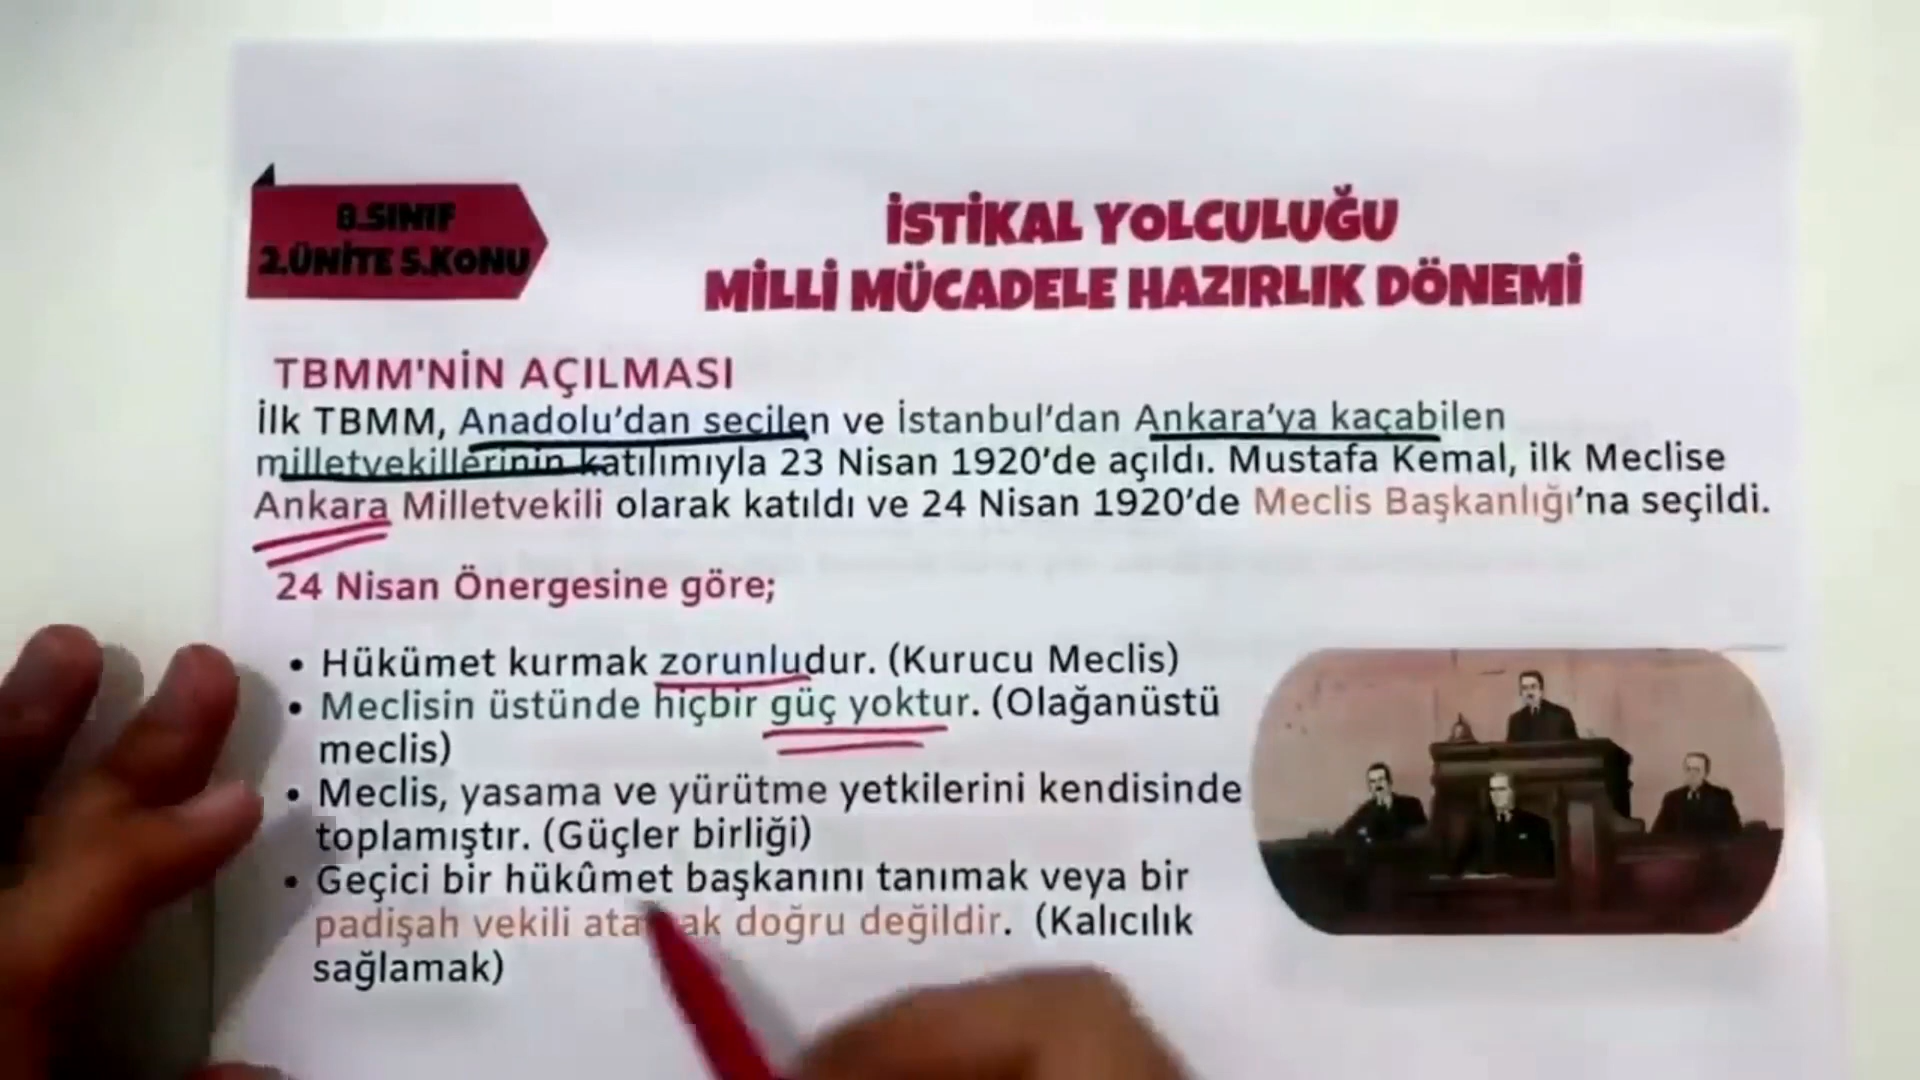 8.SINIF
2.ÜNİTE 5.KONU
İSTİKAL YOLCULUĞU
MİLLİ MÜCADELE HAZIRLIK DÖNEMİ
TBMM'NİN AÇILMASI
İlk TBMM, Anadolu’dan seçilen ve İstanbul’dan Ankara’ya kaçabilen
milletvekillerinin katılımıyla 23 Nisan 1920’de açıldı. Mustafa Kemal, ilk Meclise
Ankara Milletvekili olarak katıldı ve 24 Nisan 1920’de Meclis Başkanlığı’na seçildi.
24 Nisan Önergesine göre;
• Hükümet kurmak zorunludur. (Kurucu Meclis)
• Meclisin üstünde hiçbir güç yoktur. (Olağanüstü
meclis)
• Meclis, yasama ve yürütme yetkilerini kendisinde
toplamıştır. (Güçler birliği)
• Geçici bir hükûmet başkanını tanımak veya bir
padişah vekili atamak doğru değildir. (Kalıcılık
sağlamak)